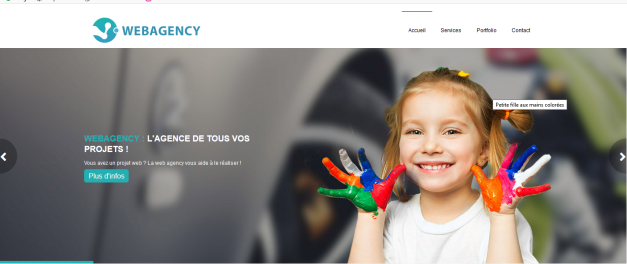 WEBAGENCY
Accueil Services Portfolio Contact
Petite fille aux mains colorées
WEBAGENCY : L'AGENCE DE TOUS VOS
PROJETS !
Vous avez un projet web ? La web agency vous aide à le réaliser !
Plus d'infos